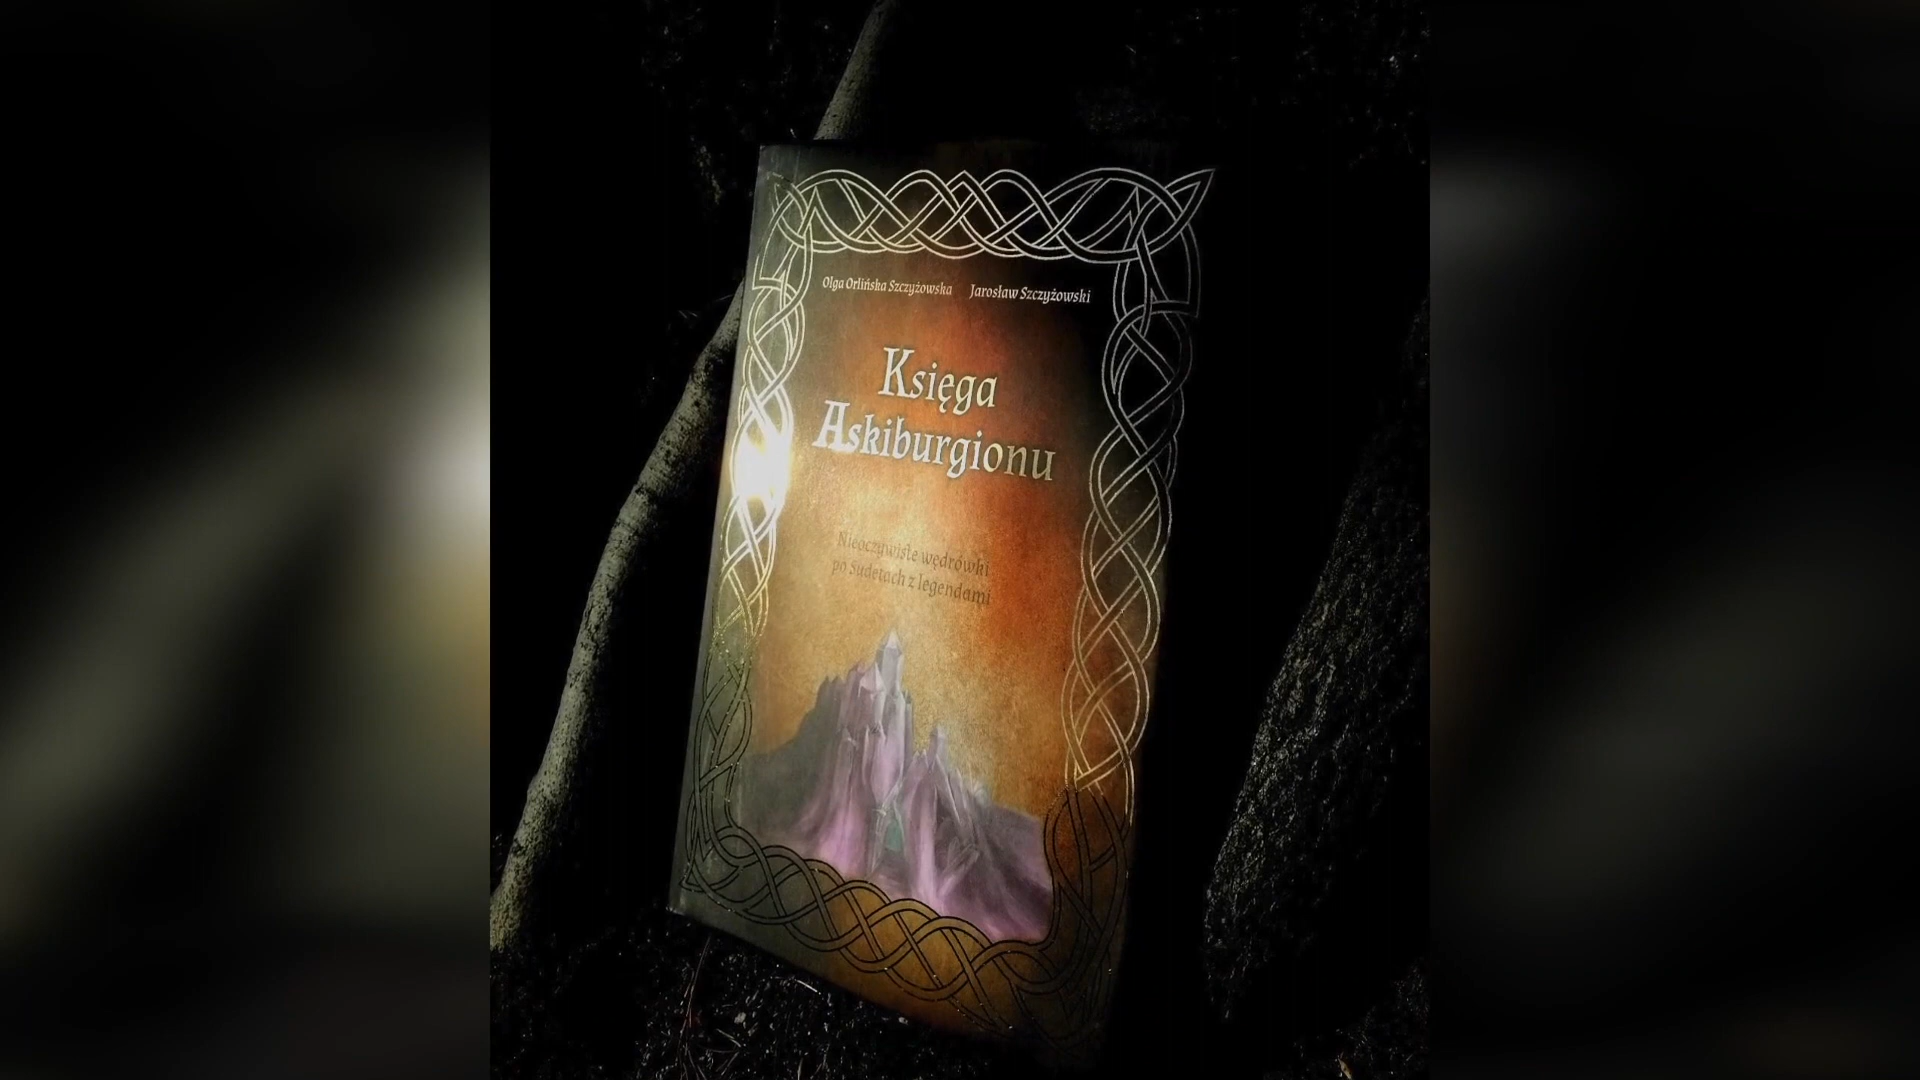 Olga Orlińska Szczyżowska Jarosław Szczyżowski
Księga
Askiburgionu
Nieoczywiste wędrówki
po Sudetach z legendami